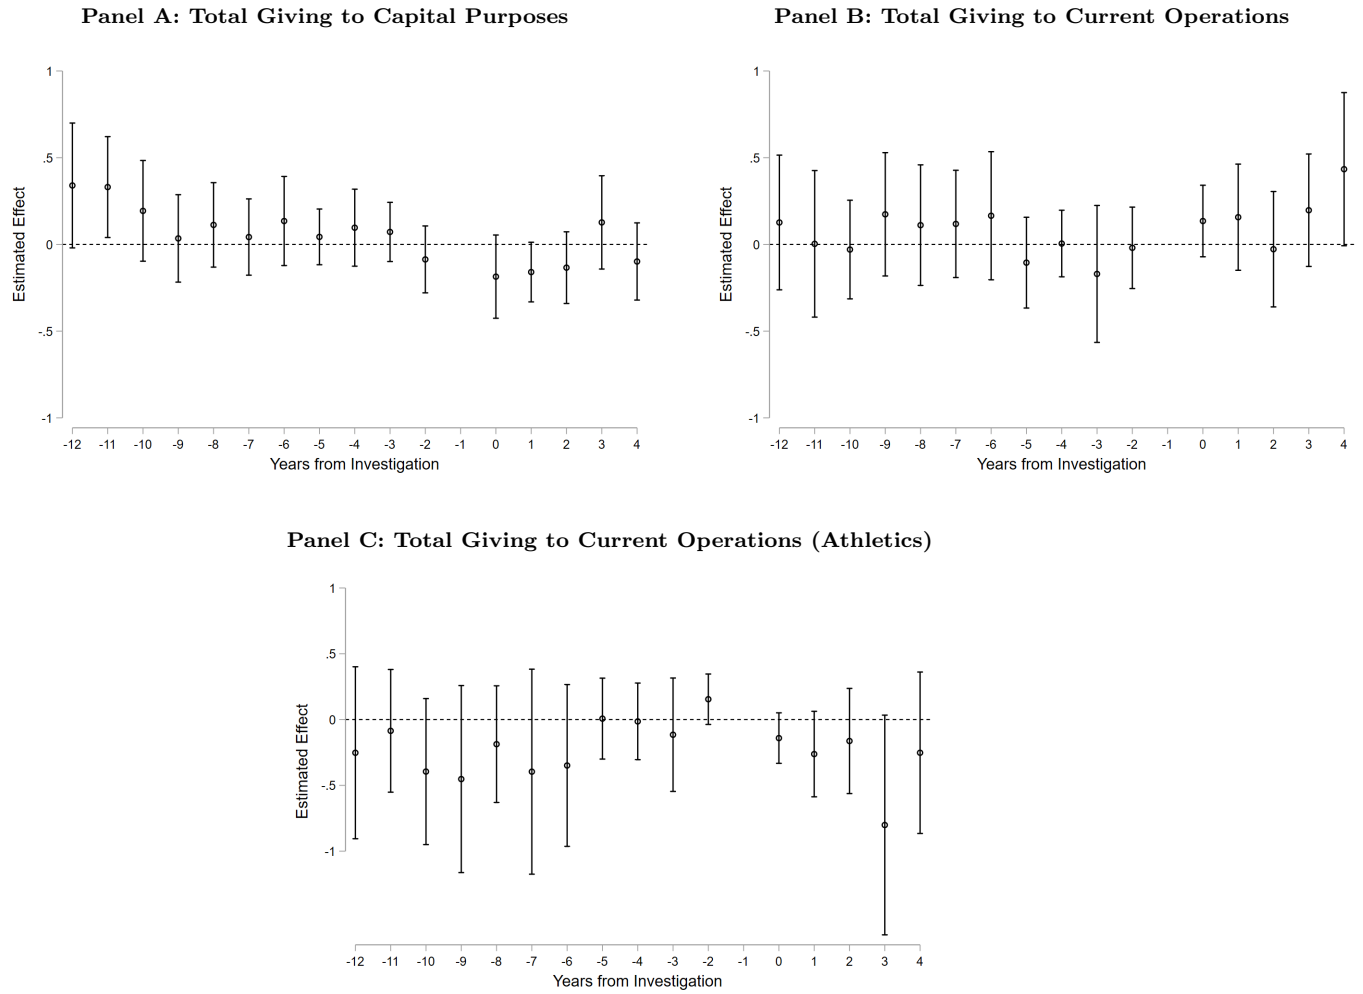 Panel A: Total Giving to Capital Purposes
1
.5
0
-.5
-1
Estimated Effect
-12 -11 -10 -9 -8 -7 -6 -5 -4 -3 -2 -1 0 1 2 3 4
Years from Investigation
Panel B: Total Giving to Current Operations
1
.5
0
-.5
-1
Estimated Effect
-12 -11 -10 -9 -8 -7 -6 -5 -4 -3 -2 -1 0 1 2 3 4
Years from Investigation
Panel C: Total Giving to Current Operations (Athletics)
1
.5
0
-.5
-1
Estimated Effect
-12 -11 -10 -9 -8 -7 -6 -5 -4 -3 -2 -1 0 1 2 3 4
Years from Investigation